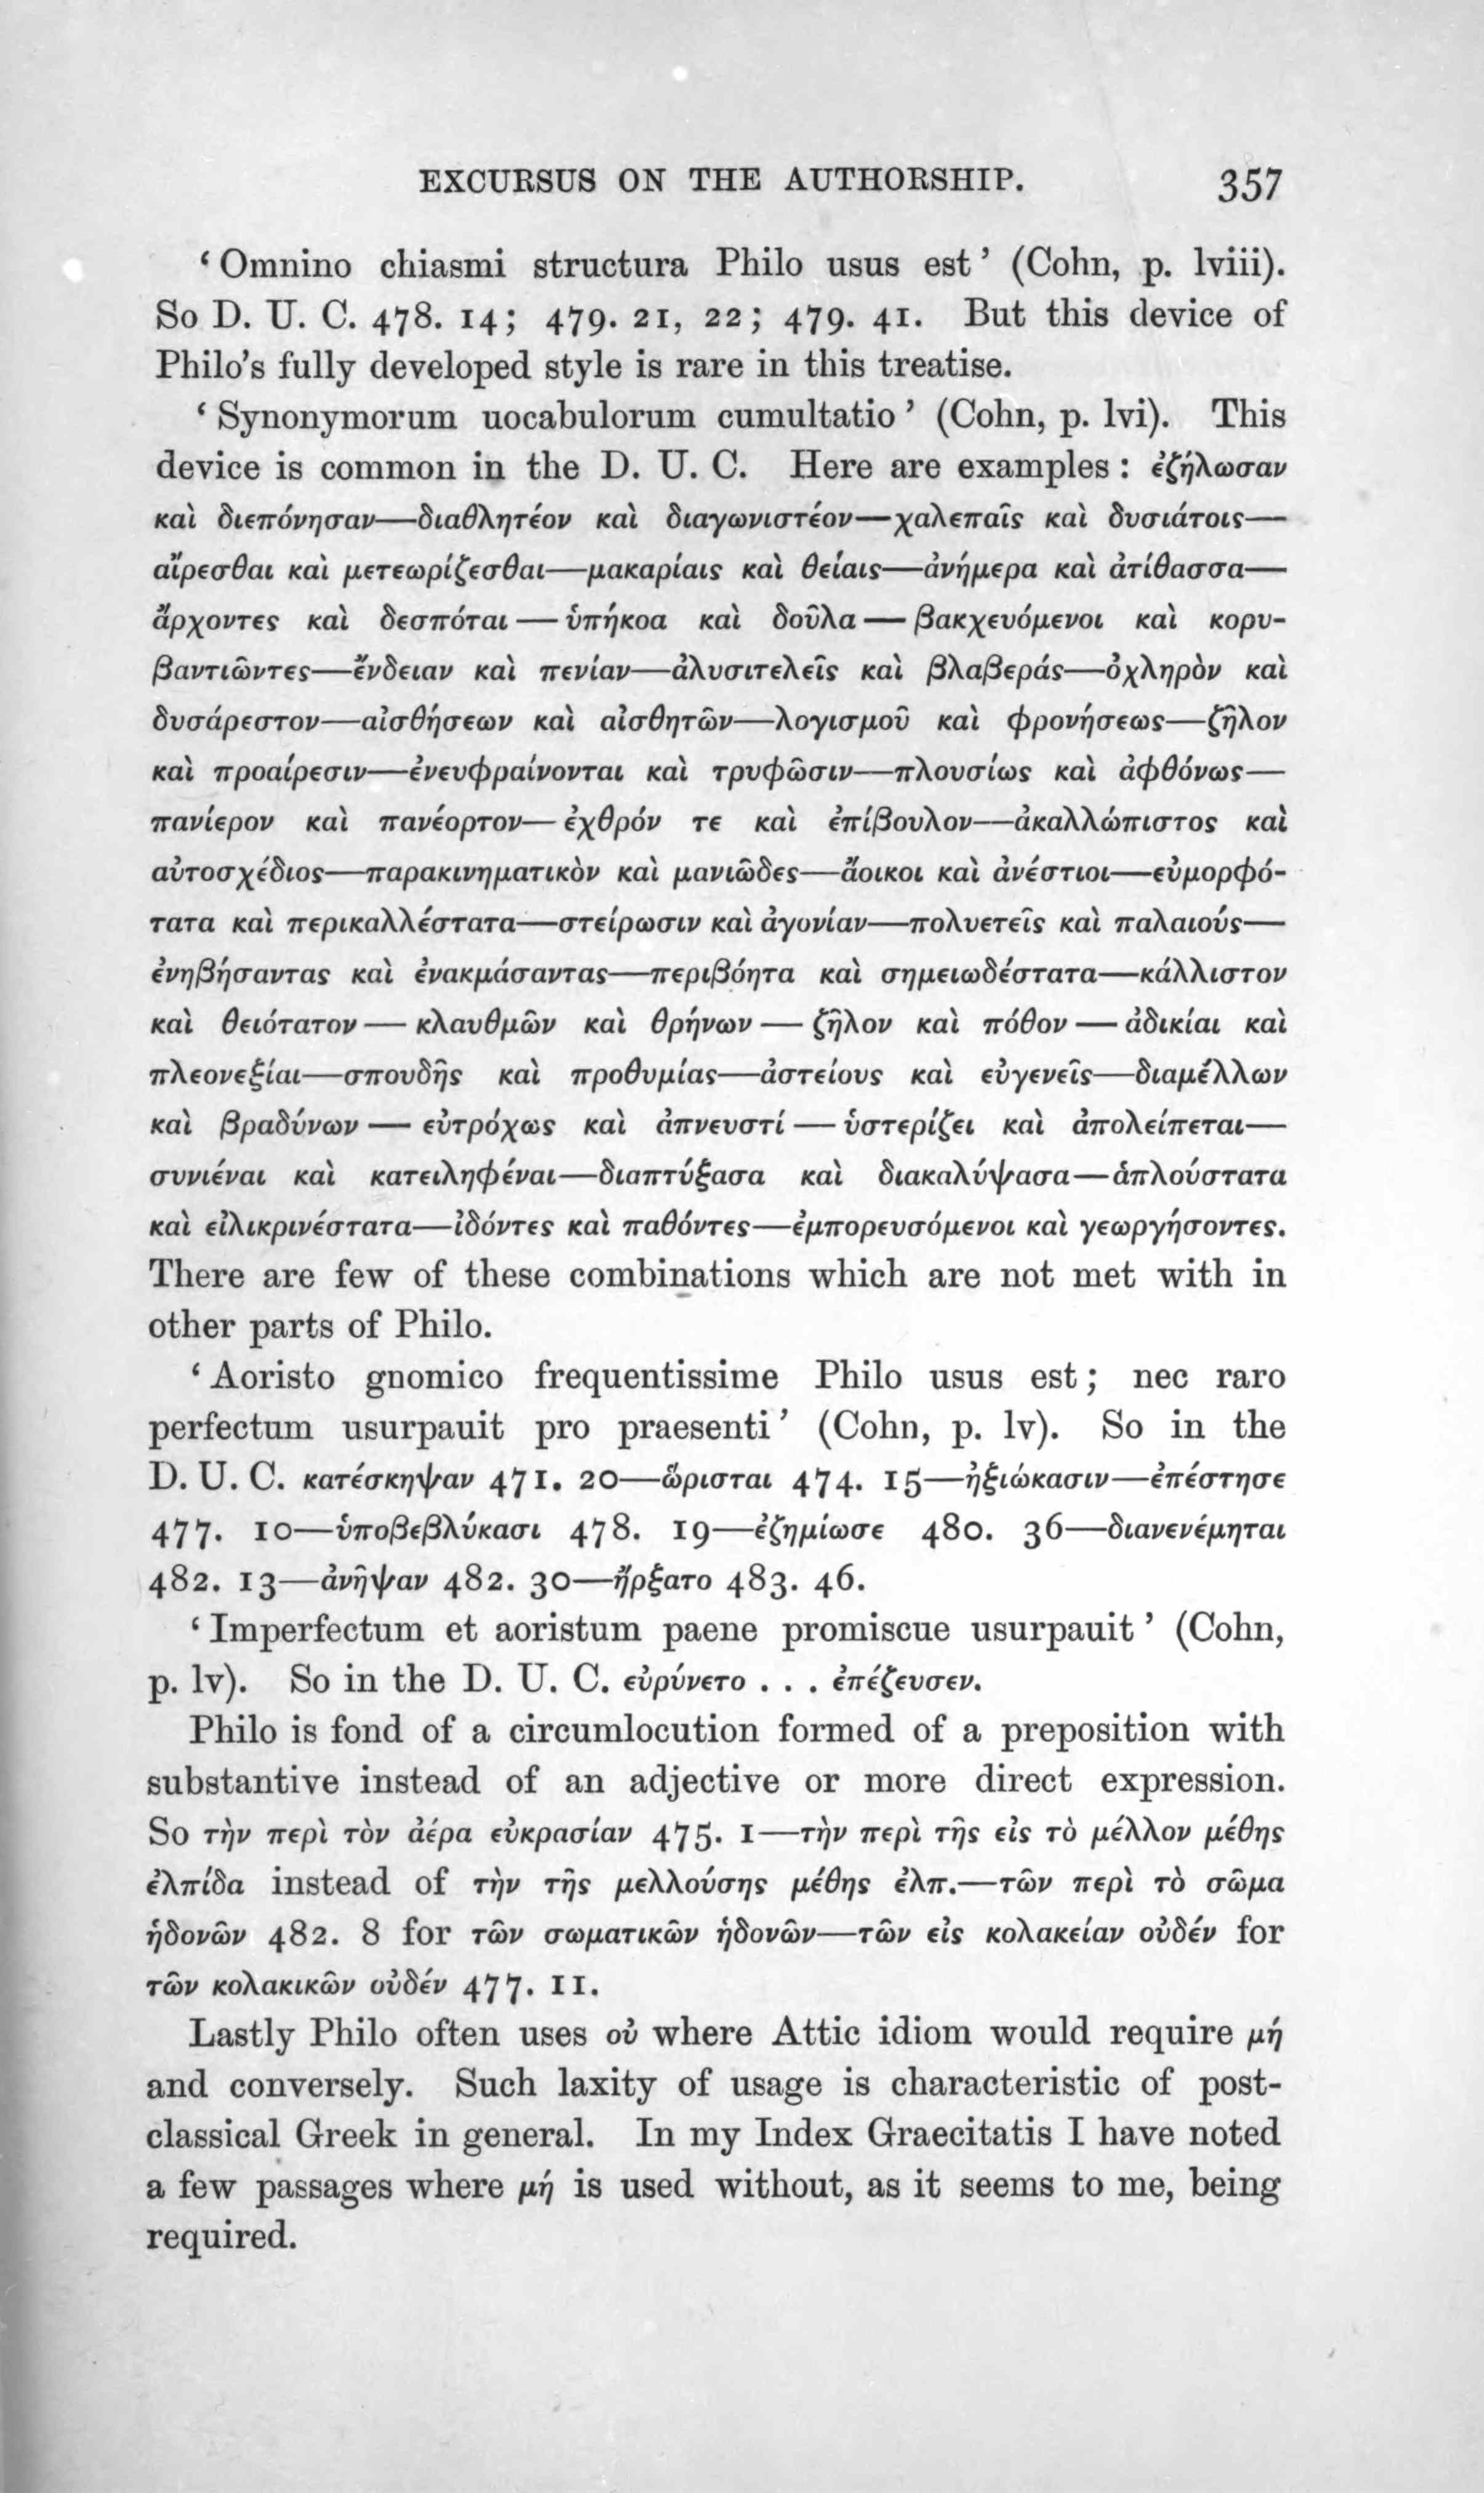 EXCURSUS ON THE AUTHORSHIP. 357
‘ Omnino chiasmi structura Philo usus est ’ (Cohn, p. lviii).
So D. U. C. 478. 14; 479. 21, 22; 479. 41. But this device of
Philo’s fully developed style is rare in this treatise.
‘ Synonymorum uocabulorum cumultatio ’ (Cohn, p. lvi). This
device is common in the D. U. C. Here are examples : ἐζήλωσαν
καὶ διεπόνησαν—διαθλητέον καὶ διαγωνιστέον—χαλεπαῖς καὶ δυσιάτοις—
αἴρεσθαι καὶ μετεωρίζεσθαι—μακαρίαις καὶ θείαις—ἀνήμερα καὶ ἀτίθασσα—
ἄρχοντες καὶ δεσπόται—ὑπήκοα καὶ δοῦλα—βακχευόμενοι καὶ κορυ-
βαντιῶντες—ἔνδειαν καὶ πενίαν—ἀλυσιτελεῖς καὶ βλαβεράς—ὀχληρὸν καὶ
δυσάρεστον—αἰσθήσεων καὶ αἰσθητῶν—λογισμοῦ καὶ φρονήσεως—ζῆλον
καὶ προαίρεσιν—ἐνευφραίνονται καὶ τρυφῶσιν—πλουσίως καὶ ἀφθόνως—
πανίερον καὶ πανέορτον—ἐχθρόν τε καὶ ἐπίβουλον—ἀκαλλώπιστος καὶ
αὐτοσχέδιος—παρακινηματικὸν καὶ μανιῶδες—ἄοικοι καὶ ἀνέστιοι—εὐμορφό-
τατα καὶ περικαλλέστατα—στείρωσιν καὶ ἀγονίαν—πολυετεῖς καὶ παλαιούς—
ἐνηβήσαντας καὶ ἐνακμάσαντας—περιβόητα καὶ σημειωδέστατα—κάλλιστον
καὶ θειότατον—κλαυθμῶν καὶ θρήνων—ζῆλον καὶ πόθον—ἀδικίαι καὶ
πλεονεξίαι—σπουδῆς καὶ προθυμίας—ἀστείους καὶ εὐγενεῖς—διαμέλλων
καὶ βραδύνων—εὐτρόχως καὶ ἀπνευστί—ὑστερίζει καὶ ἀπολείπεται—
συνιέναι καὶ κατειληφέναι—διαπτύξασα καὶ διακαλύψασα—ἁπλούστατα
καὶ εἰλικρινέστατα—ἰδόντες καὶ παθόντες—ἐμπορευσόμενοι καὶ γεωργήσοντες.
There are few of these combinations which are not met with in
other parts of Philo.
‘ Aoristo gnomico frequentissime Philo usus est ; nec raro
perfectum usurpauit pro praesenti ’ (Cohn, p. lv). So in the
D. U. C. κατέσκηψαν 471. 20—ὥρισται 474. 15—ἠξιώκασιν—ἐπέστησε
477. 10—ὑποβεβλύκασι 478. 19—ἐζημίωσε 480. 36—διανενέμηται
482. 13—ἀνῆψαν 482. 30—ἤρξατο 483. 46.
‘ Imperfectum et aoristum paene promiscue usurpauit ’ (Cohn,
p. lv). So in the D. U. C. εὐρύνετο . . . ἐπέζευσεν.
Philo is fond of a circumlocution formed of a preposition with
substantive instead of an adjective or more direct expression.
So τὴν περὶ τὸν ἀέρα εὐκρασίαν 475. 1—τὴν περὶ τῆς εἰς τὸ μέλλον μέθης
ἐλπίδα instead of τὴν τῆς μελλούσης μέθης ἐλπ.—τῶν περὶ τὸ σῶμα
ἡδονῶν 482. 8 for τῶν σωματικῶν ἡδονῶν—τῶν εἰς κολακείαν οὐδέν for
τῶν κολακικῶν οὐδέν 477. 11.
Lastly Philo often uses οὐ where Attic idiom would require μή
and conversely. Such laxity of usage is characteristic of post-
classical Greek in general. In my Index Graecitatis I have noted
a few passages where μή is used without, as it seems to me, being
required.